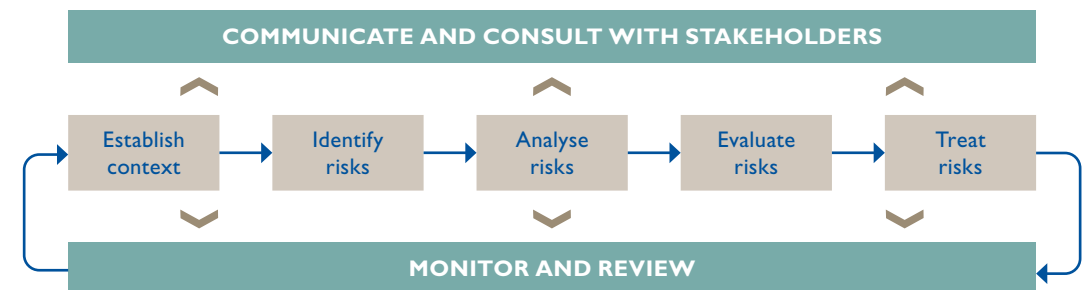 COMMUNICATE AND CONSULT WITH STAKEHOLDERS
Establish
context
Identify
risks
Analyse
risks
Evaluate
risks
Treat
risks
MONITOR AND REVIEW